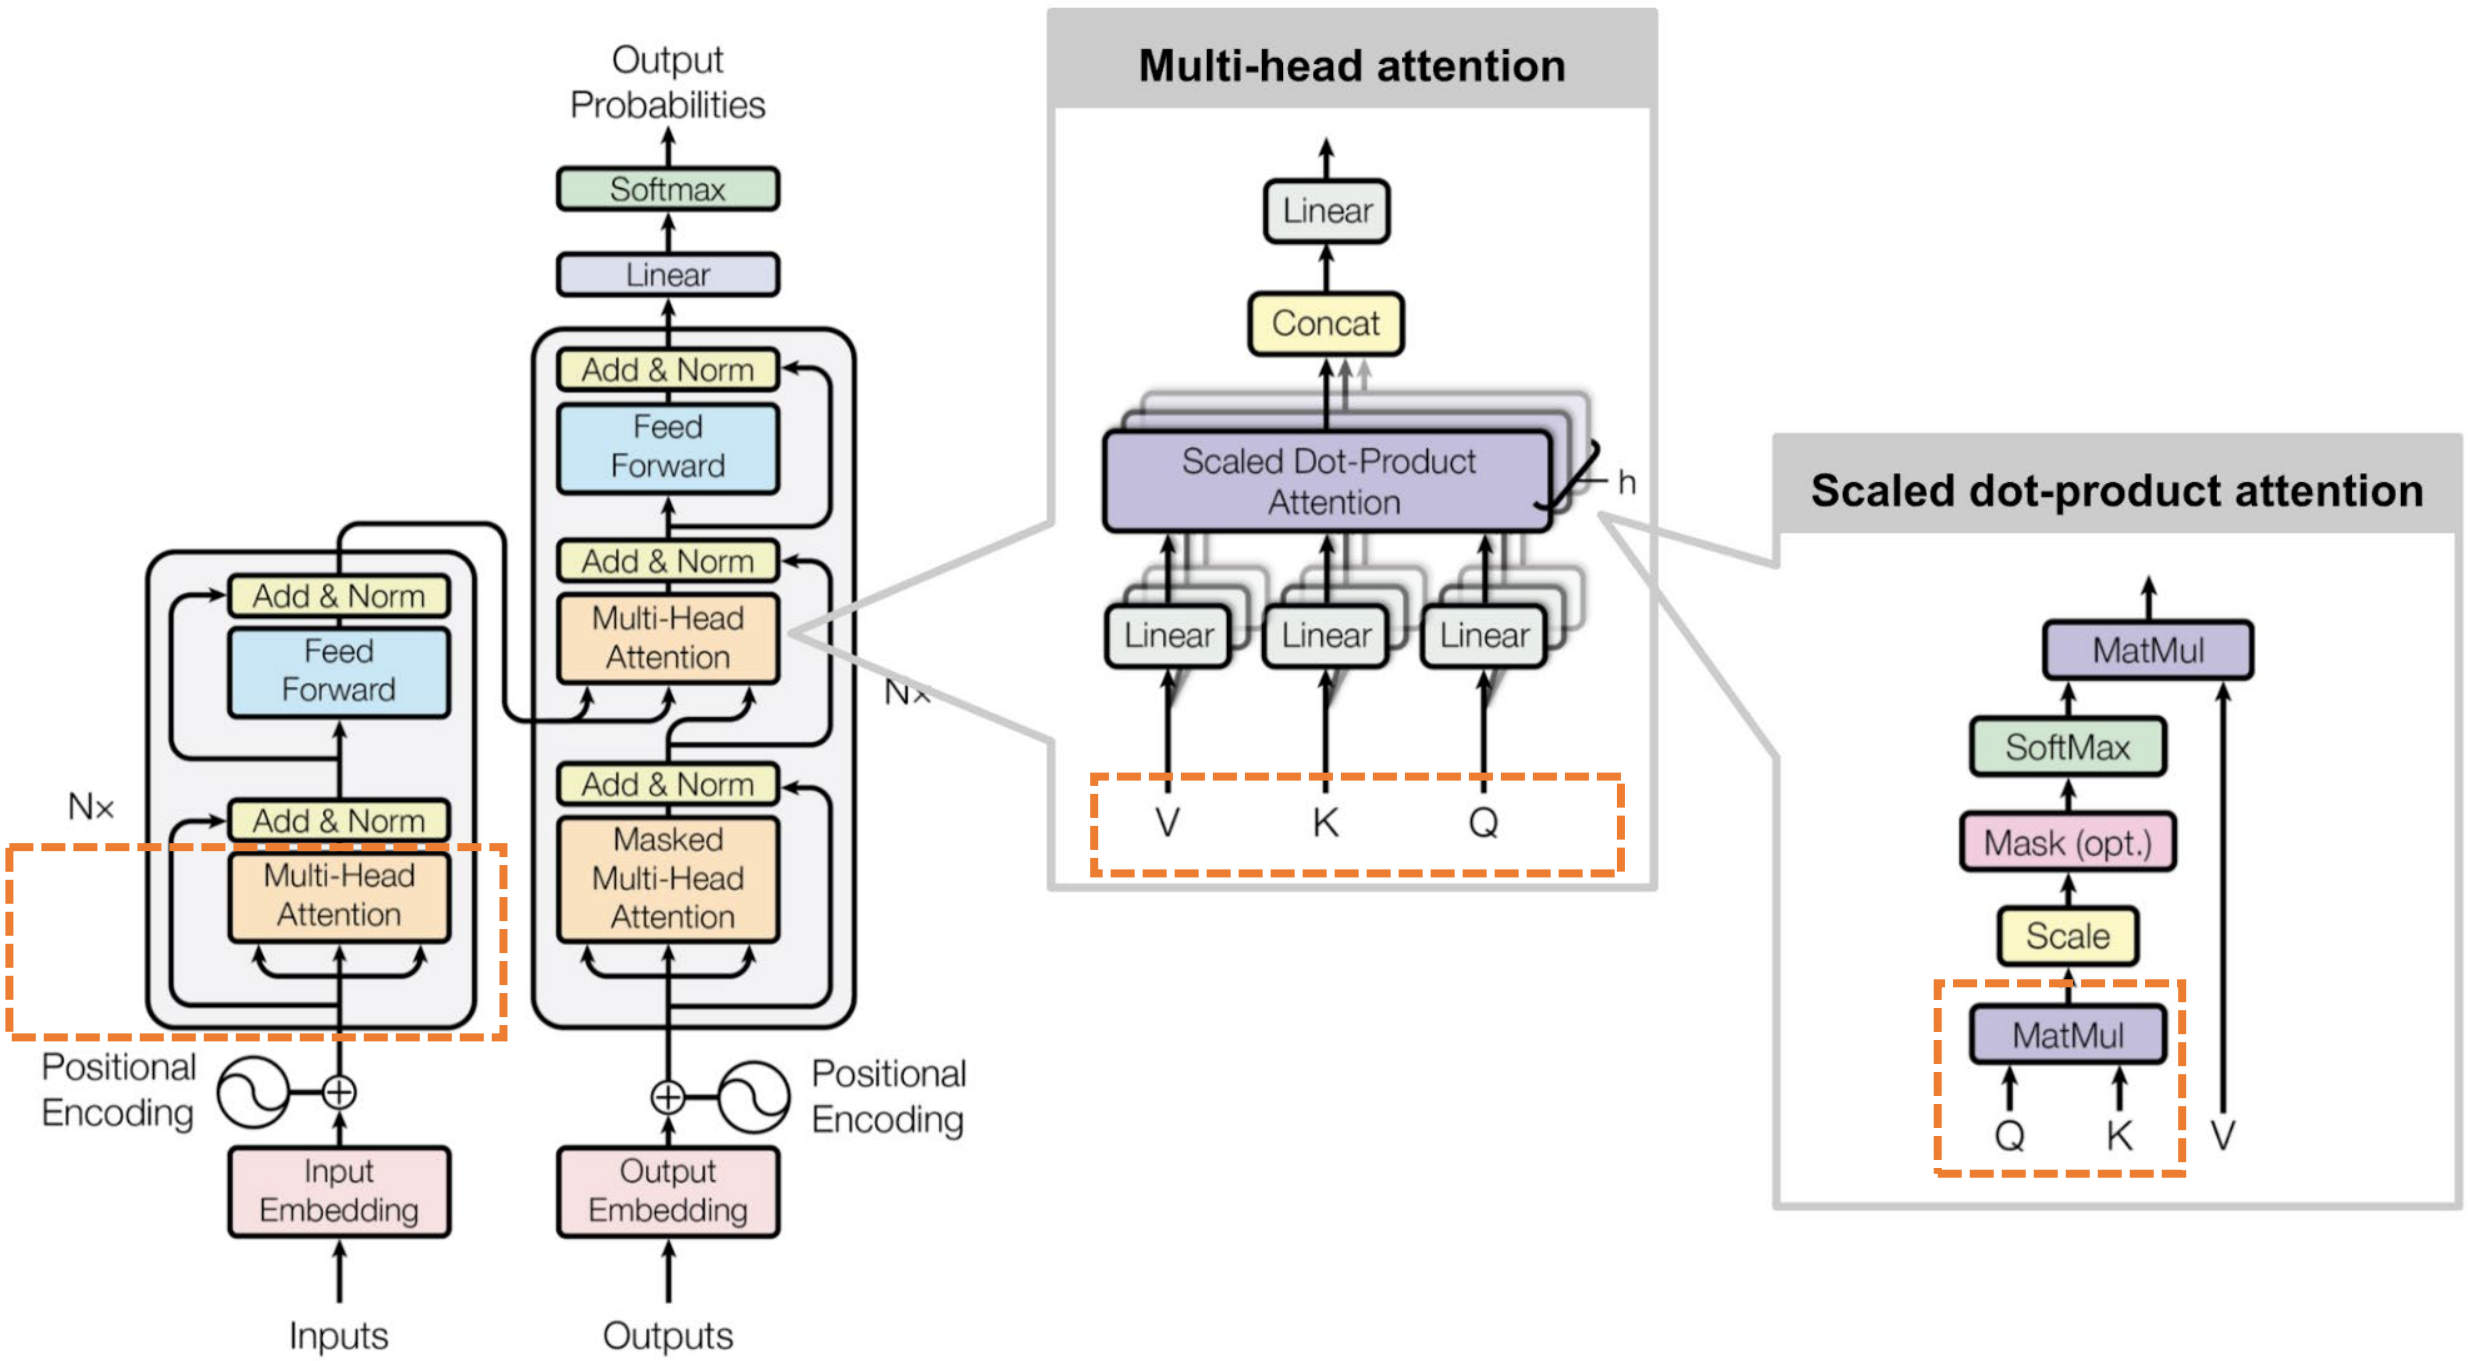 Output
Probabilities
Softmax
Linear
Add & Norm
Feed
Forward
Add & Norm
Multi-Head
Attention
Nx
Add & Norm
Masked
Multi-Head
Attention
Positional
Encoding
Output
Embedding
Outputs
Add & Norm
Feed
Forward
Nx
Add & Norm
Multi-Head
Attention
Positional
Encoding
Input
Embedding
Inputs
Multi-head attention
Linear
Concat
Scaled Dot-Product
Attention
h
Linear
Linear
Linear
V
K
Q
Scaled dot-product attention
MatMul
SoftMax
Mask (opt.)
Scale
MatMul
Q
K
V